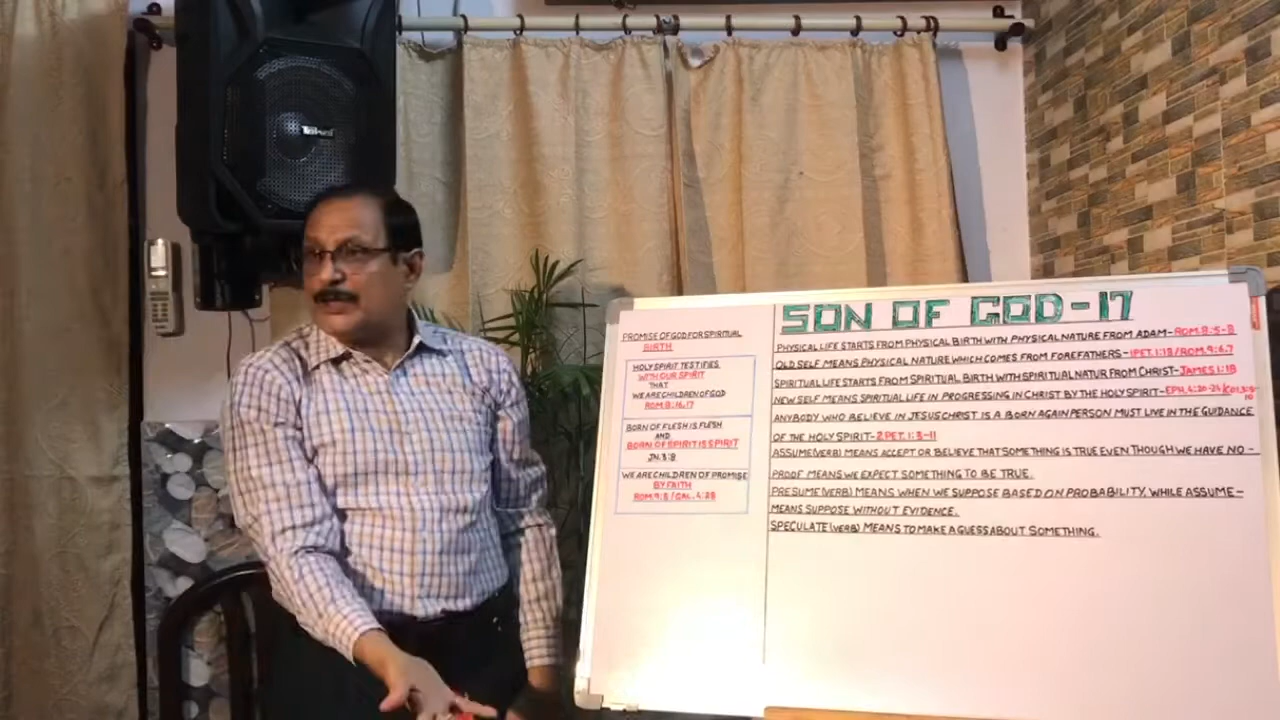 SON OF GOD-17
PROMISE OF GOD FOR SPIRITUAL
BIRTH
HOLY SPIRIT TESTIFIES
WITH OUR SPIRIT
THAT
WE ARE CHILDREN OF GOD
ROM.8:16,17
BORN OF FLESH IS FLESH
AND
BORN OF SPIRIT IS SPIRIT
JN.3:8
WE ARE CHILDREN OF PROMISE
BY FAITH
ROM.9:8/GAL.4:28
PHYSICAL LIFE STARTS FROM PHYSICAL BIRTH WITH PHYSICAL NATURE FROM ADAM-ROM.8:5-8
OLD SELF MEANS PHYSICAL NATURE WHICH COMES FROM FOREFATHERS-1PET.1:18/ROM.9:6,7
SPIRITUAL LIFE STARTS FROM SPIRITUAL BIRTH WITH SPIRITUAL NATUR FROM CHRIST-JAMES 1:18
NEW SELF MEANS SPIRITUAL LIFE IN PROGRESSING IN CHRIST BY THE HOLY SPIRIT-EPH.4:20-24
ANYBODY WHO BELIEVE IN JESUS CHRIST IS A BORN AGAIN PERSON MUST LIVE IN THE GUIDANCE
OF THE HOLY SPIRIT-2PET.1:3-11
ASSUME(VERB) MEANS ACCEPT OR BELIEVE THAT SOMETHING IS TRUE EVEN THOUGH WE HAVE NO-
PROOF MEANS WE EXPECT SOMETHING TO BE TRUE.
PRESUME(VERB) MEANS WHEN WE SUPPOSE BASED ON PROBABILITY, WHILE ASSUME-
MEANS SUPPOSE WITHOUT EVIDENCE.
SPECULATE(VERB) MEANS TO MAKE A GUESS ABOUT SOMETHING.